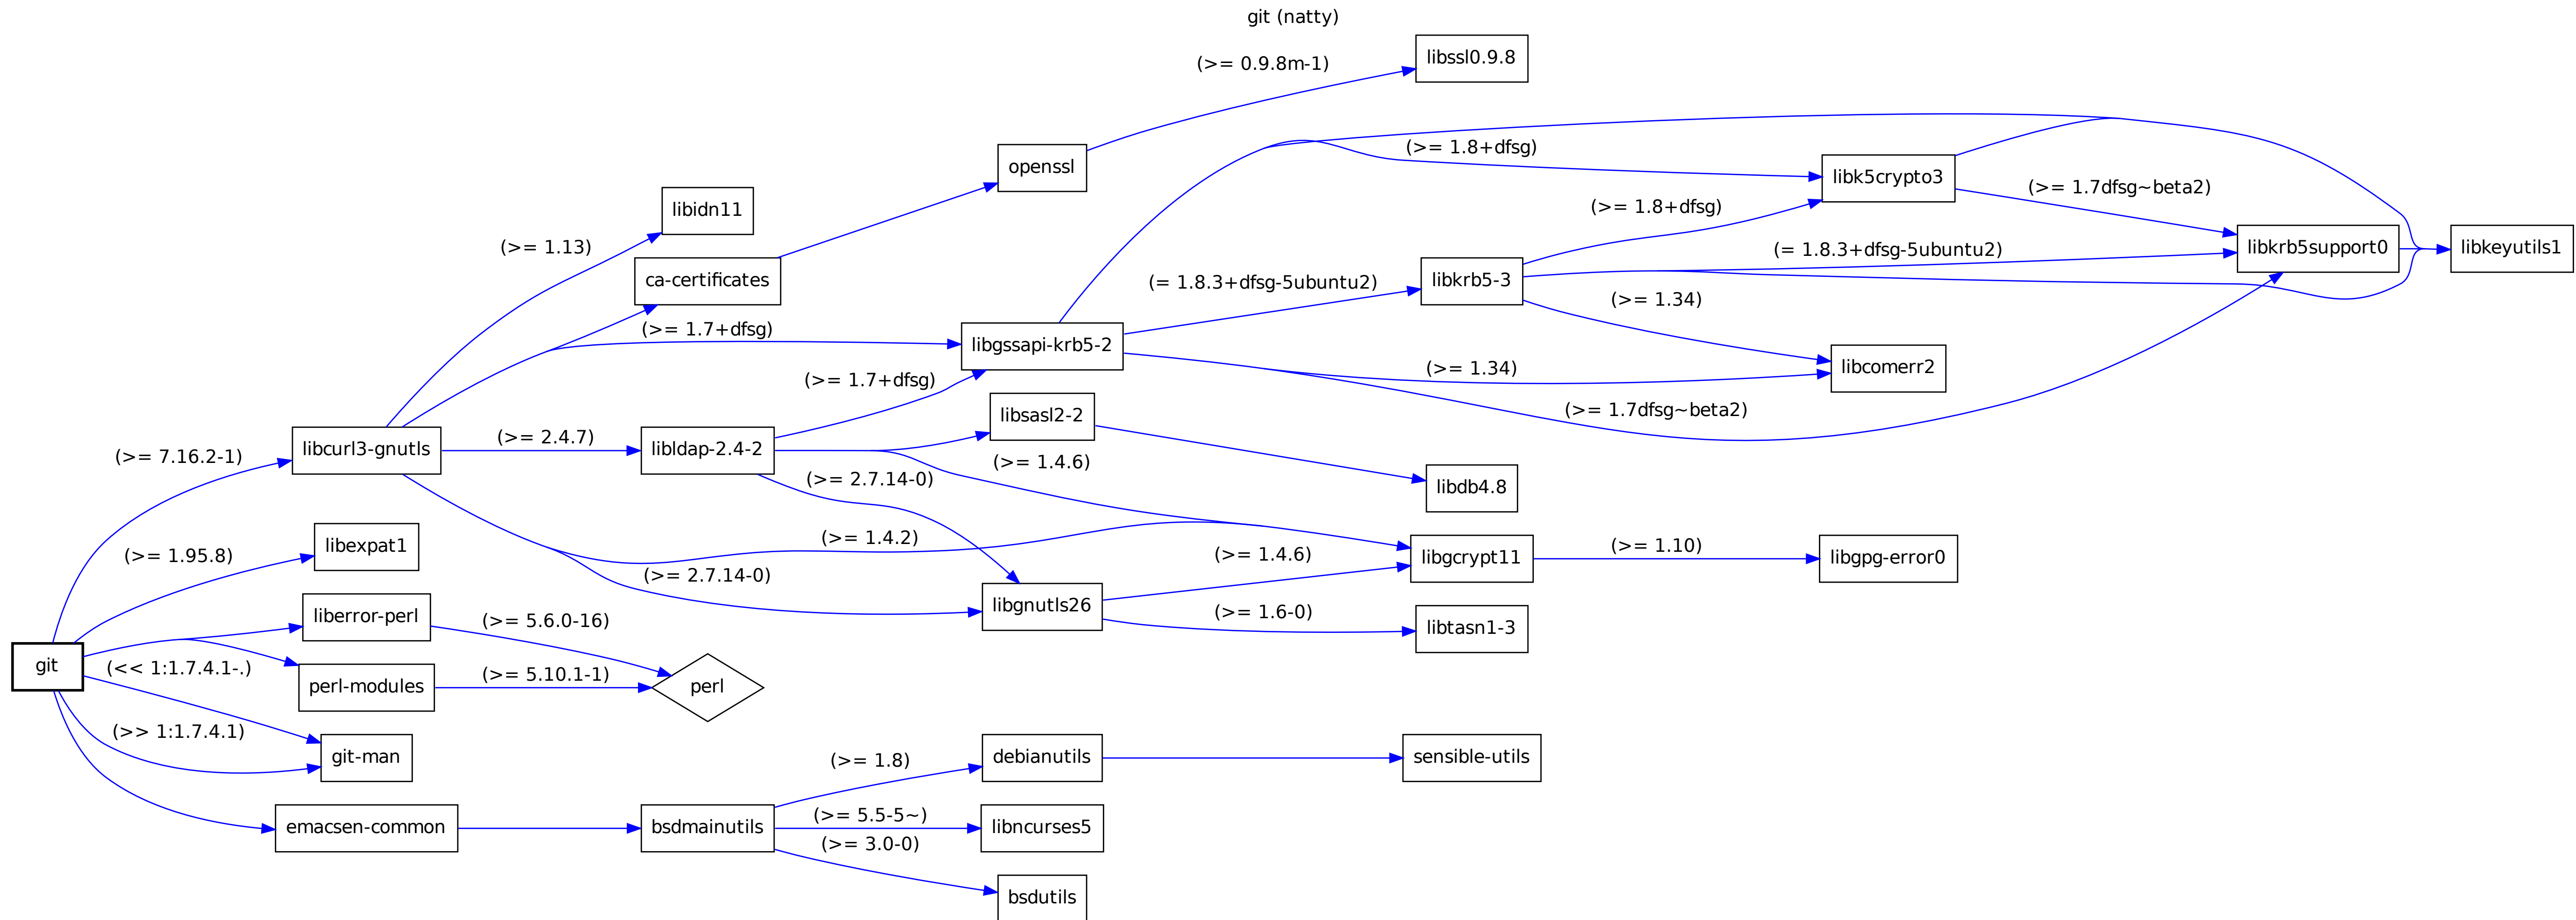 git (natty)
(>= 0.9.8m-1)
libssl0.9.8
openssl
(>= 1.8+dfsg)
libk5crypto3
(>= 1.7dfsg~beta2)
libidn11
(>= 1.8+dfsg)
(>= 1.13)
(= 1.8.3+dfsg-5ubuntu2)
libkrb5support0
libkeyutils1
ca-certificates
(= 1.8.3+dfsg-5ubuntu2)
libkrb5-3
(>= 1.34)
(>= 1.7+dfsg)
libgssapi-krb5-2
(>= 1.34)
libcomerr2
(>= 1.7+dfsg)
(>= 1.7dfsg~beta2)
libsasl2-2
(>= 7.16.2-1)
libcurl3-gnutls
(>= 2.4.7)
libldap-2.4-2
(>= 1.4.6)
(>= 2.7.14-0)
libdb4.8
(>= 1.95.8)
libexpat1
(>= 1.4.2)
(>= 1.4.6)
libgcrypt11
(>= 1.10)
libgpg-error0
(>= 2.7.14-0)
libgnutls26
(>= 1.6-0)
libtasn1-3
liberror-perl
(>= 5.6.0-16)
git
(<< 1:1.7.4.1-.)
perl-modules
(>= 5.10.1-1)
perl
(>> 1:1.7.4.1)
git-man
(>= 1.8)
debianutils
sensible-utils
emacsen-common
bsdmainutils
(>= 5.5-5~)
libncurses5
(>= 3.0-0)
bsdutils